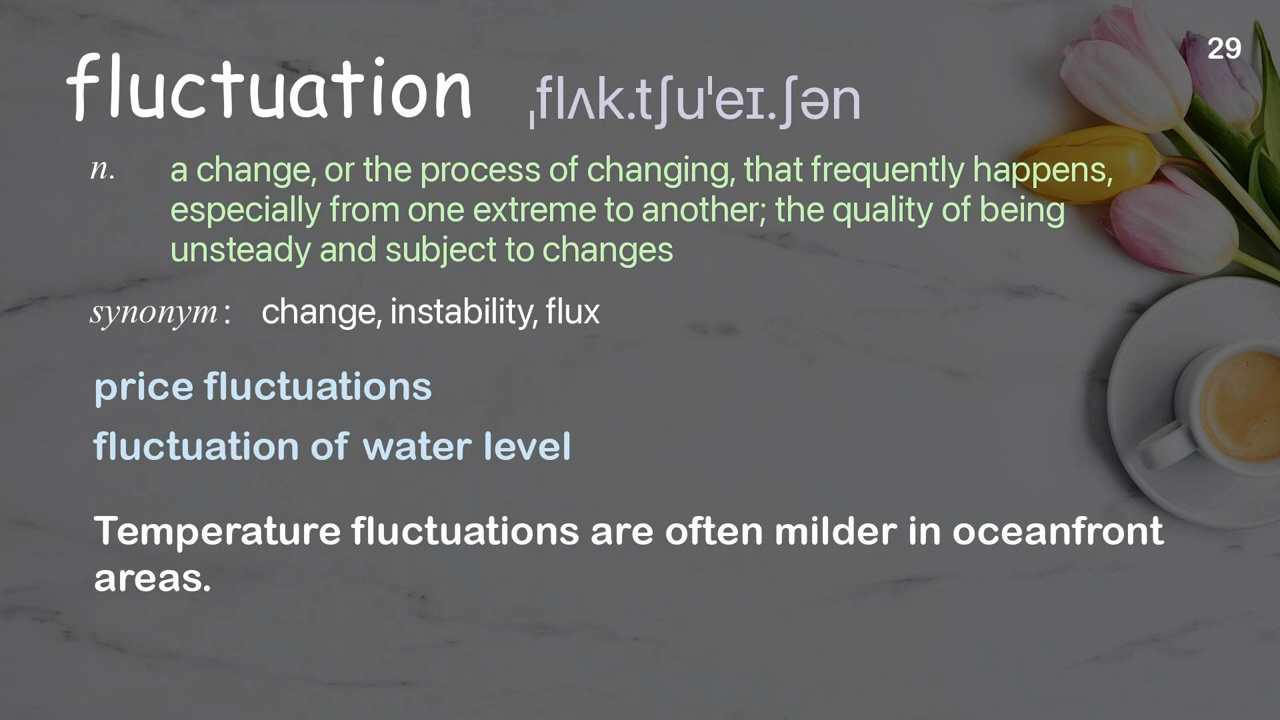 29
fluctuation ˌflʌk.tʃuˈeɪ.ʃən
n. a change, or the process of changing, that frequently happens,
especially from one extreme to another; the quality of being
unsteady and subject to changes
synonym: change, instability, flux
price fluctuations
fluctuation of water level
Temperature fluctuations are often milder in oceanfront
areas.